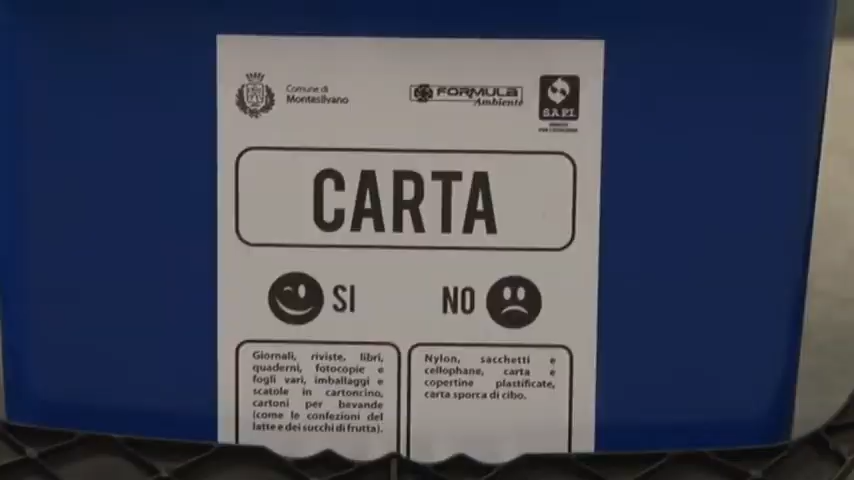 Comune di
Montesilvano
FORMULA
Ambiente
S.A.P.I.
CARTA
SI
NO
Giornali, riviste, libri,
quaderni, fotocopie e
fogli vari, imballaggi e
scatole in cartoncino,
cartoni per bevande
(come le confezioni del
latte e dei succhi di frutta).
Nylon, sacchetti e
cellophane, carta e
copertine plastificate,
carta sporca di cibo.